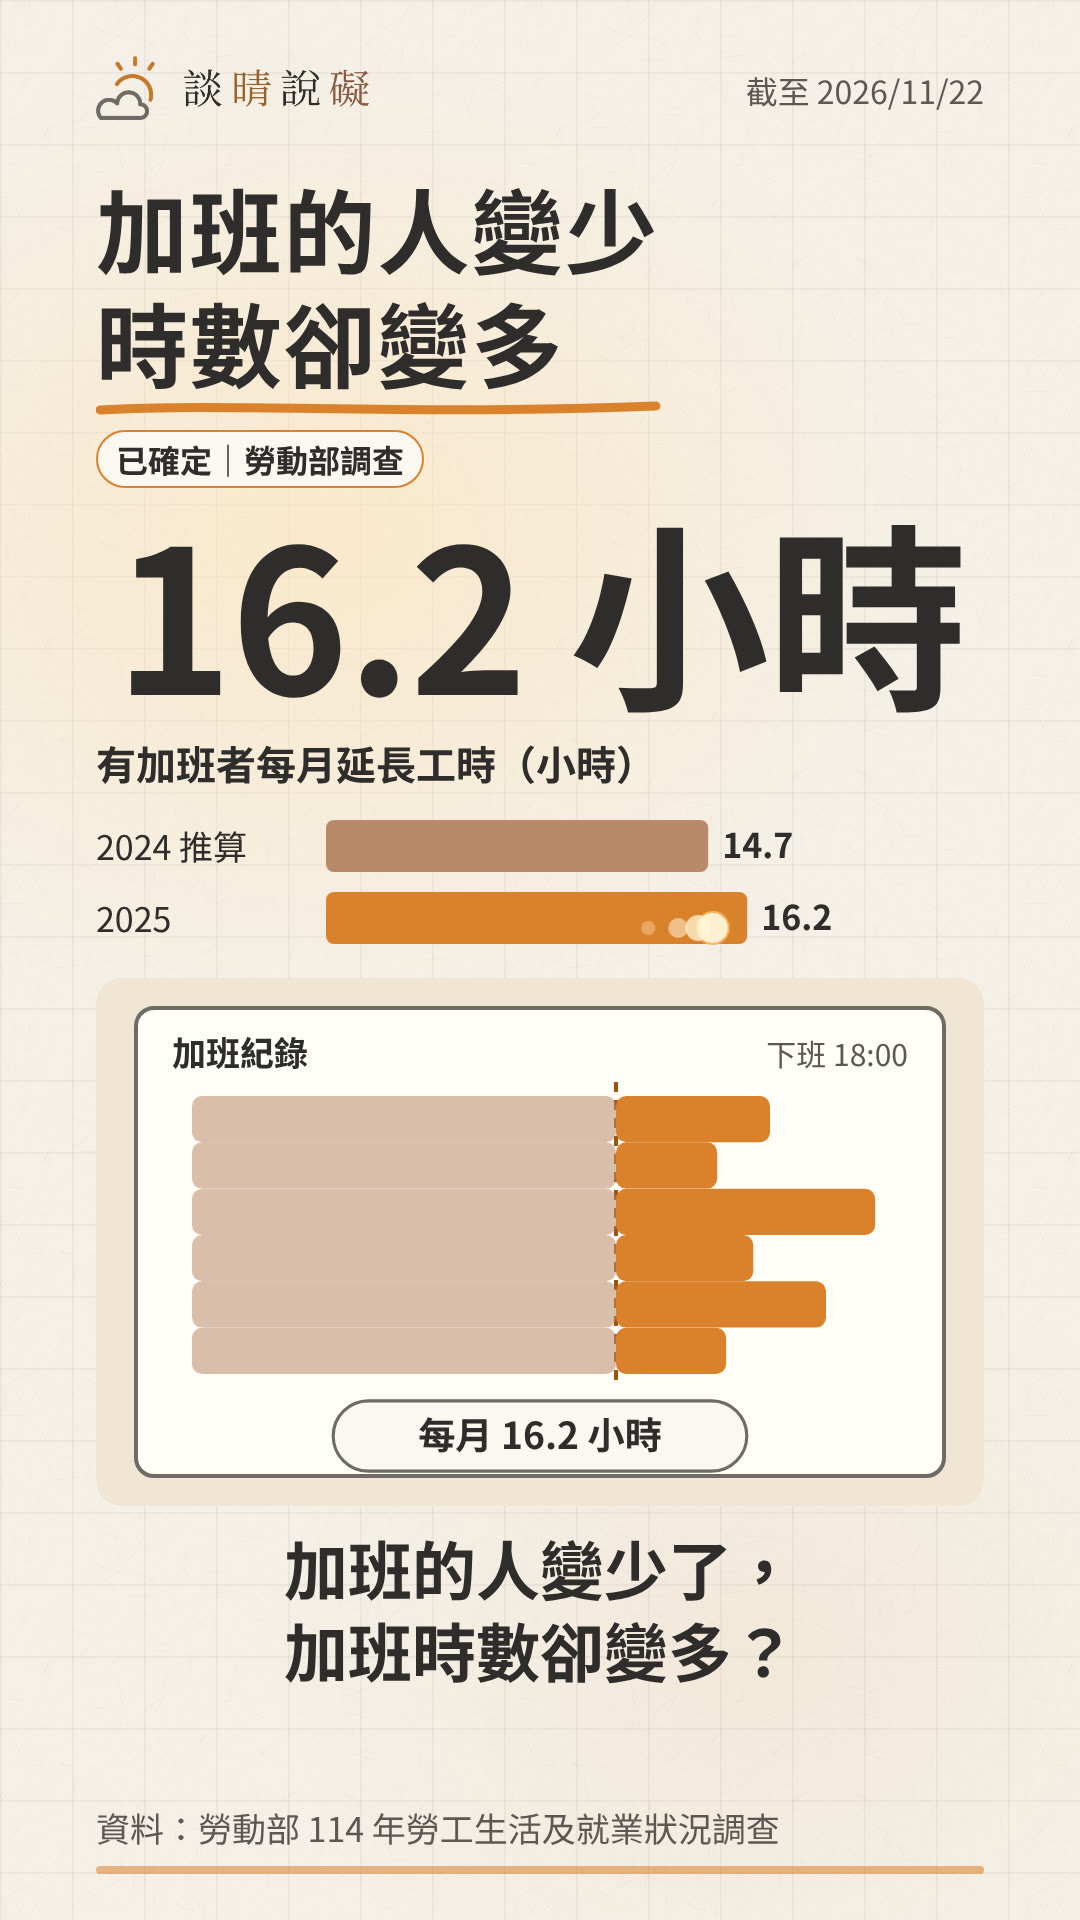 談晴說礙
截至 2026/11/22
加班的人變少
時數卻變多
已確定｜勞動部調查
16.2 小時
有加班者每月延長工時（小時）
2024 推算 14.7
2025 16.2
加班紀錄 下班 18:00
每月 16.2 小時
加班的人變少了，
加班時數卻變多？
資料：勞動部 114 年勞工生活及就業狀況調查